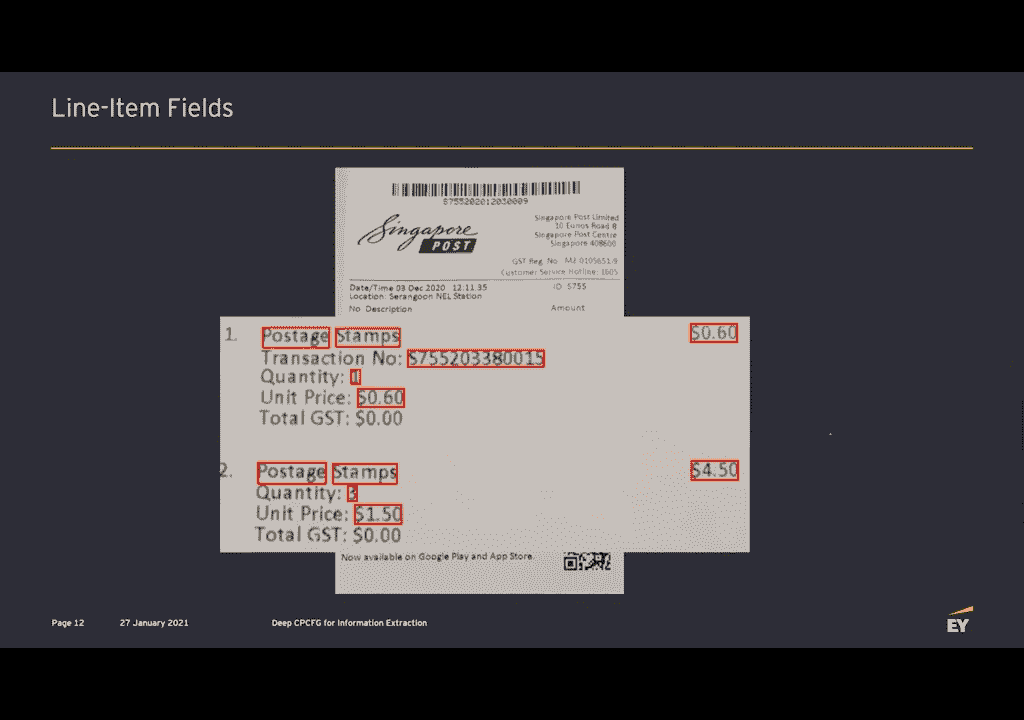 Line-Item Fields
S755202012030009
Singapore POST
Singapore Post Limited
10 Eunos Road 8
Singapore Post Centre
Singapore 408600
GST Reg. No M2 0105651-9
Customer Service Hotline: 1605
Date/Time 03 Dec 2020 12:11:35 ID S755
Location: Serangoon NEL Station
No Description Amount
1. Postage Stamps $0.60
Transaction No: S755203380015
Quantity: 1
Unit Price: $0.60
Total GST: $0.00
2. Postage Stamps $4.50
Quantity: 3
Unit Price: $1.50
Total GST: $0.00
Now available on Google Play and App Store.
Page 12 27 January 2021 Deep CPCFG for Information Extraction
EY